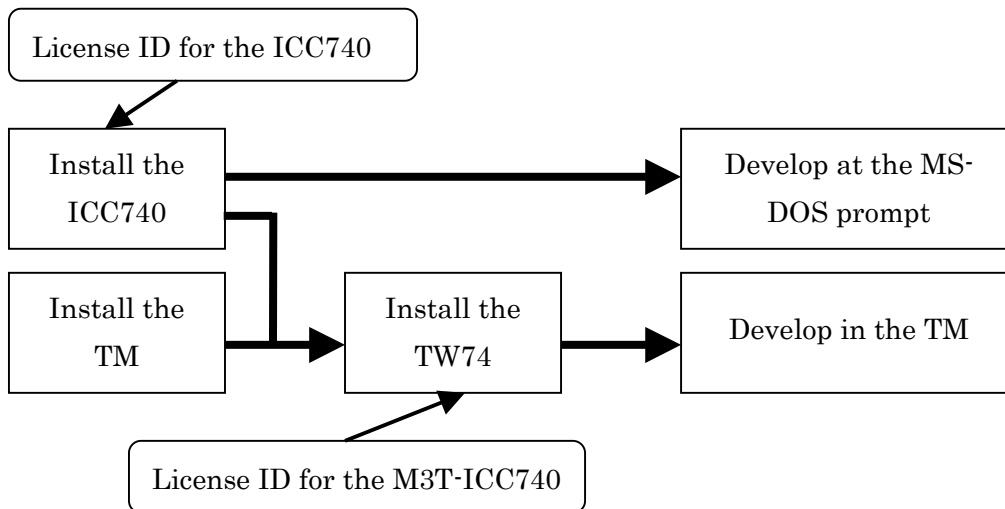 License ID for the ICC740
Install the
ICC740
Develop at the MS-
DOS prompt
Install the
TM
Install the
TW74
Develop in the TM
License ID for the M3T-ICC740